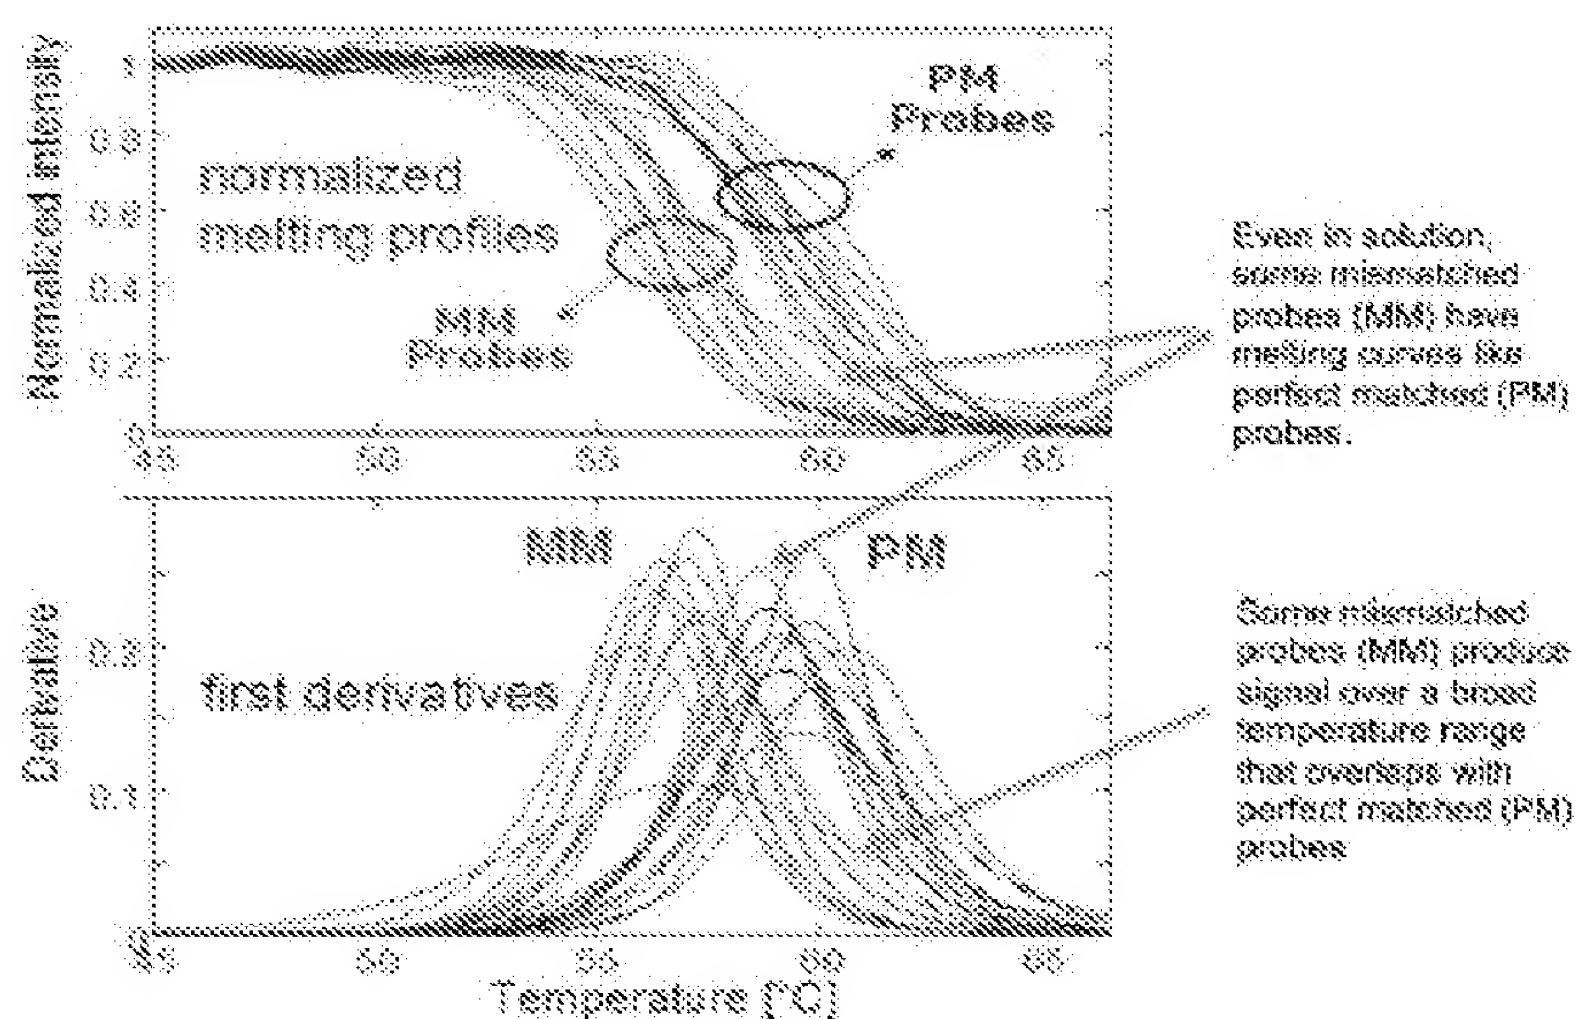 Normalized intensity
1
0.8
0.6
0.4
0.2
0
normalized
melting profiles
PM
Probes
MM
Probes
45
50
55
60
65
Even in solution,
some mismatched
probes (MM) have
melting curves like
perfect matched (PM)
probes.
Derivative
0.2
0.1
0
MM
PM
first derivatives
Some mismatched
probes (MM) produce
signal over a broad
temperature range
that overlaps with
perfect matched (PM)
probes
45
50
55
60
65
Temperature [°C]